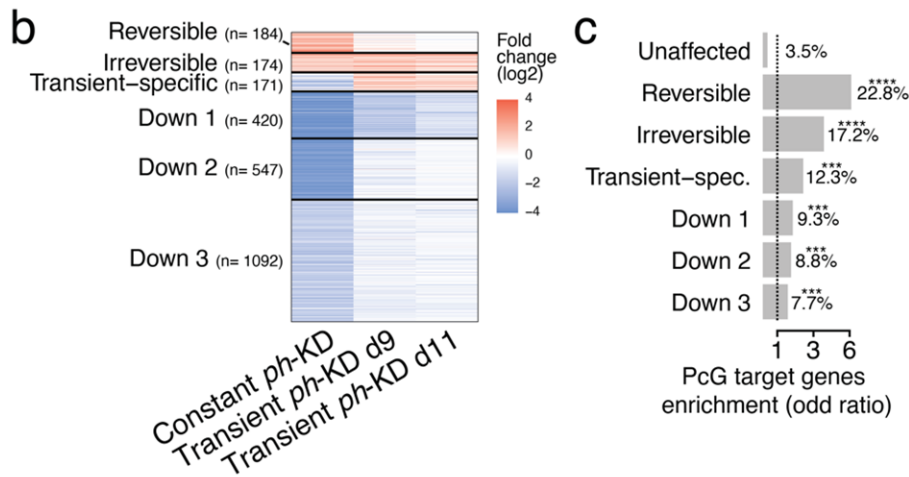 b
Reversible (n= 184)
Irreversible (n= 174)
Transient–specific (n= 171)
Down 1 (n= 420)
Down 2 (n= 547)
Down 3 (n= 1092)
Constant ph-KD
Transient ph-KD d9
Transient ph-KD d11
Fold
change
(log2)
4
2
0
−2
−4
c
Unaffected 3.5%
Reversible **** 22.8%
Irreversible **** 17.2%
Transient–spec. *** 12.3%
Down 1 *** 9.3%
Down 2 *** 8.8%
Down 3 *** 7.7%
1 3 6
PcG target genes
enrichment (odd ratio)